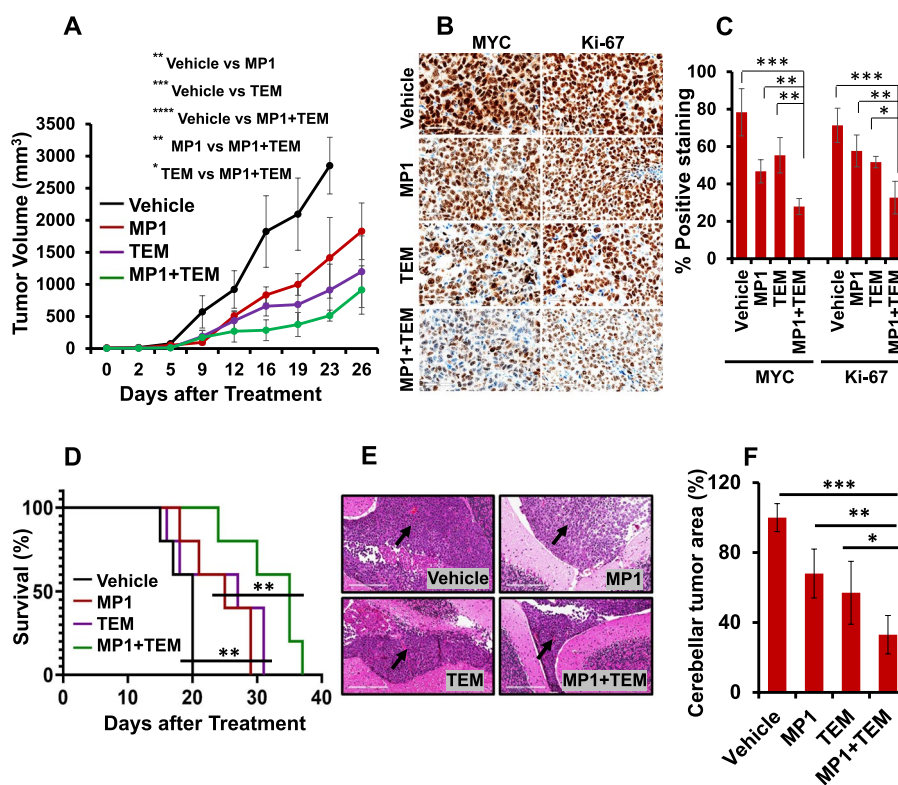 A
** Vehicle vs MP1
*** Vehicle vs TEM
**** Vehicle vs MP1+TEM
** MP1 vs MP1+TEM
* TEM vs MP1+TEM
Tumor Volume (mm3)
3500
3000
2500
2000
1500
1000
500
0
Vehicle
MP1
TEM
MP1+TEM
0 2 5 9 12 16 19 23 26
Days after Treatment
B
MYC Ki-67
Vehicle
MP1
TEM
MP1+TEM
C
% Positive staining
100
80
60
40
20
0
***
**
**
***
**
*
Vehicle MP1 TEM MP1+TEM Vehicle MP1 TEM MP1+TEM
MYC Ki-67
D
Survival (%)
100
50
0
Vehicle
MP1
TEM
MP1+TEM
**
**
0 10 20 30 40
Days after Treatment
E
Vehicle
MP1
TEM
MP1+TEM
F
Cerebellar tumor area (%)
120
80
40
0
***
**
*
Vehicle MP1 TEM MP1+TEM